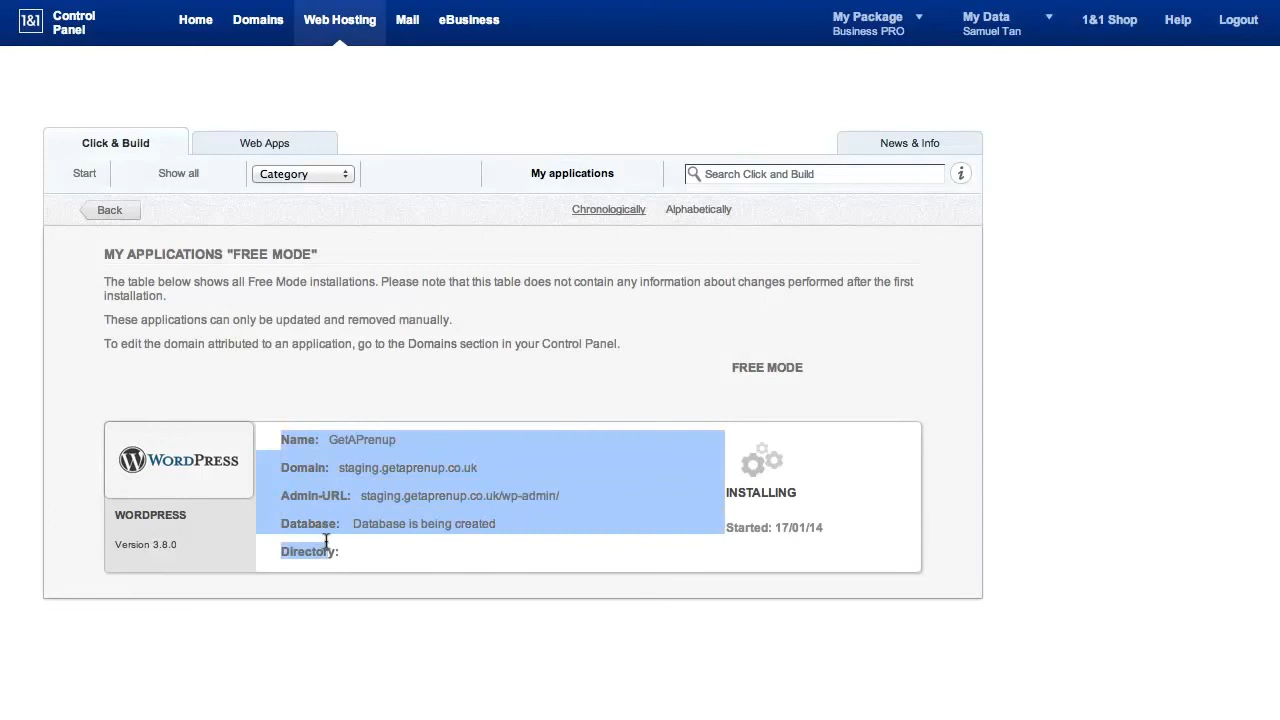 1&1 Control Panel
Home Domains Web Hosting Mail eBusiness
My Package Business PRO
My Data Samuel Tan
1&1 Shop Help Logout
Click & Build Web Apps News & Info
Start Show all Category My applications Search Click and Build i
Back Chronologically Alphabetically
MY APPLICATIONS "FREE MODE"
The table below shows all Free Mode installations. Please note that this table does not contain any information about changes performed after the first
installation.
These applications can only be updated and removed manually.
To edit the domain attributed to an application, go to the Domains section in your Control Panel.
FREE MODE
WORDPRESS
WORDPRESS
Version 3.8.0
Name: GetAPrenup
Domain: staging.getaprenup.co.uk
Admin-URL: staging.getaprenup.co.uk/wp-admin/
Database: Database is being created
Directory:
INSTALLING
Started: 17/01/14